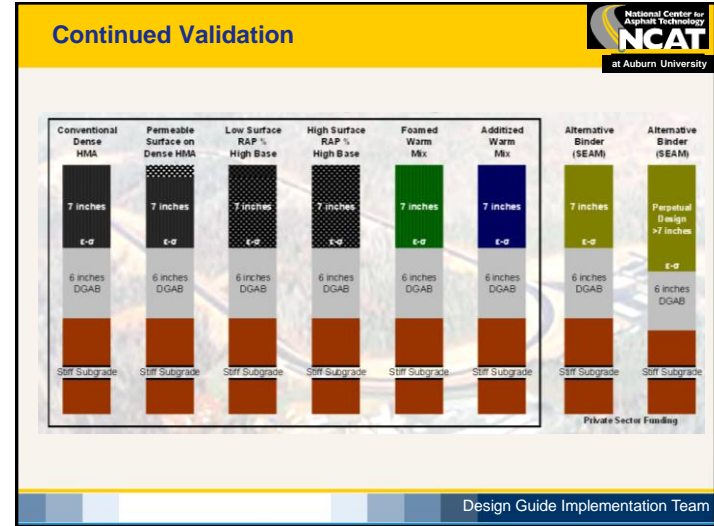 Continued Validation
National Center for
Asphalt Technology
NCAT
at Auburn University
Conventional
Dense
HMA
Permeable
Surface on
Dense HMA
Low Surface
RAP %
High Base
High Surface
RAP %
High Base
Foamed
Warm
Mix
Additized
Warm
Mix
Alternative
Binder
(SEAM)
Alternative
Binder
(SEAM)
7 inches
7 inches
7 inches
7 inches
7 inches
7 inches
7 inches
Perpetual
Design
>7 inches
ε-σ
ε-σ
ε-σ
ε-σ
ε-σ
ε-σ
ε-σ
ε-σ
6 inches
DGAB
6 inches
DGAB
6 inches
DGAB
6 inches
DGAB
6 inches
DGAB
6 inches
DGAB
6 inches
DGAB
6 inches
DGAB
Stiff Subgrade
Stiff Subgrade
Stiff Subgrade
Stiff Subgrade
Stiff Subgrade
Stiff Subgrade
Stiff Subgrade
Stiff Subgrade
Private Sector Funding
Design Guide Implementation Team